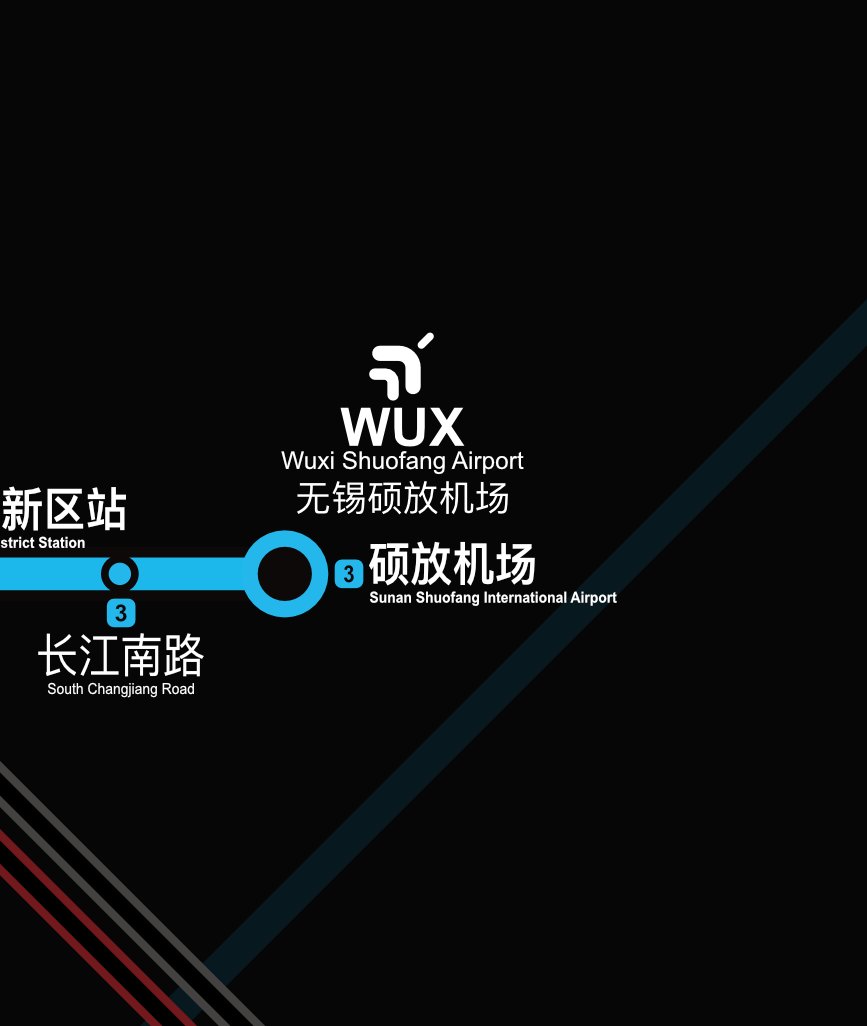 WUX
Wuxi Shuofang Airport
无锡硕放机场
新区站
strict Station
3
硕放机场
Sunan Shuofang International Airport
3
长江南路
South Changjiang Road